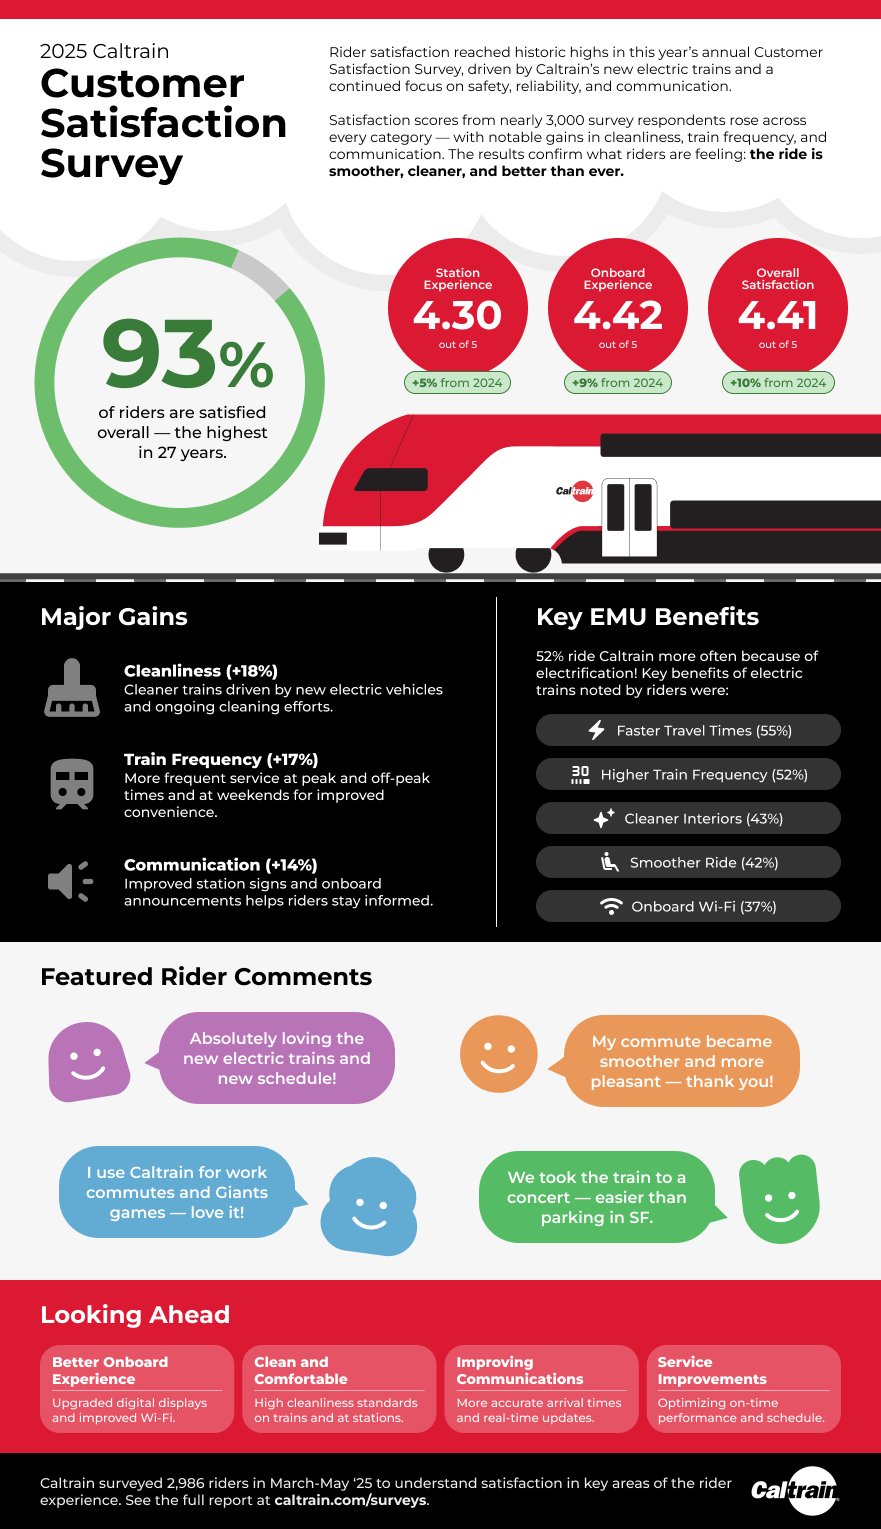 2025 Caltrain
Customer
Satisfaction
Survey
Rider satisfaction reached historic highs in this year’s annual Customer
Satisfaction Survey, driven by Caltrain’s new electric trains and a
continued focus on safety, reliability, and communication.
Satisfaction scores from nearly 3,000 survey respondents rose across
every category — with notable gains in cleanliness, train frequency, and
communication. The results confirm what riders are feeling: the ride is
smoother, cleaner, and better than ever.
93%
of riders are satisfied
overall — the highest
in 27 years.
Station
Experience
4.30
out of 5
+5% from 2024
Onboard
Experience
4.42
out of 5
+9% from 2024
Overall
Satisfaction
4.41
out of 5
+10% from 2024
Caltrain
Major Gains
Cleanliness (+18%)
Cleaner trains driven by new electric vehicles
and ongoing cleaning efforts.
Train Frequency (+17%)
More frequent service at peak and off-peak
times and at weekends for improved
convenience.
Communication (+14%)
Improved station signs and onboard
announcements helps riders stay informed.
Key EMU Benefits
52% ride Caltrain more often because of
electrification! Key benefits of electric
trains noted by riders were:
Faster Travel Times (55%)
30 Higher Train Frequency (52%)
Cleaner Interiors (43%)
Smoother Ride (42%)
Onboard Wi-Fi (37%)
Featured Rider Comments
Absolutely loving the
new electric trains and
new schedule!
My commute became
smoother and more
pleasant — thank you!
I use Caltrain for work
commutes and Giants
games — love it!
We took the train to a
concert — easier than
parking in SF.
Looking Ahead
Better Onboard
Experience
Upgraded digital displays
and improved Wi-Fi.
Clean and
Comfortable
High cleanliness standards
on trains and at stations.
Improving
Communications
More accurate arrival times
and real-time updates.
Service
Improvements
Optimizing on-time
performance and schedule.
Caltrain surveyed 2,986 riders in March-May ‘25 to understand satisfaction in key areas of the rider
experience. See the full report at caltrain.com/surveys.
Caltrain